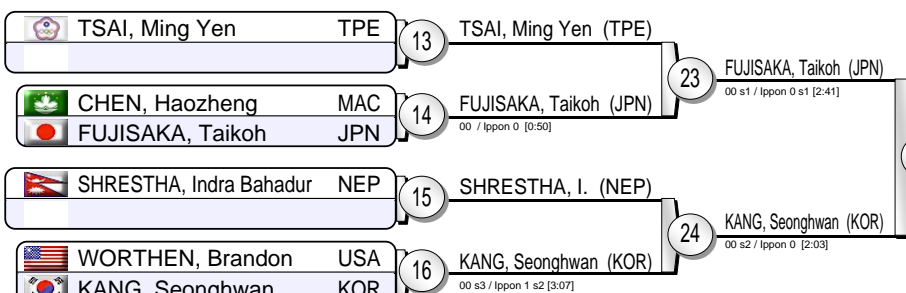 TSAI, Ming Yen TPE
13
TSAI, Ming Yen (TPE)
CHEN, Haozheng MAC
FUJISAKA, Taikoh JPN
14
FUJISAKA, Taikoh (JPN)
00 / Ippon 0 [0:50]
23
FUJISAKA, Taikoh (JPN)
00 s1 / Ippon 0 s1 [2:41]
SHRESTHA, Indra Bahadur NEP
15
SHRESTHA, I. (NEP)
WORTHEN, Brandon USA
KANG, Seonghwan KOR
16
KANG, Seonghwan (KOR)
00 s3 / Ippon 1 s2 [3:07]
24
KANG, Seonghwan (KOR)
00 s2 / Ippon 0 [2:03]